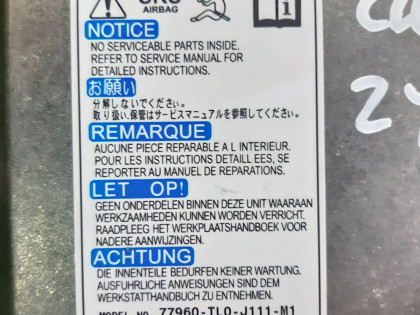 SRS
AIRBAG
NOTICE
NO SERVICEABLE PARTS INSIDE.
REFER TO SERVICE MANUAL FOR
DETAILED INSTRUCTIONS.
お願い
分解しないでください。
取り扱い、保管はサービスマニュアルを参照してください。
REMARQUE
AUCUNE PIECE REPARABLE A L INTERIEUR.
POUR LES INSTRUCTIONS DETAILL EES, SE
REPORTER AU MANUEL DE REPARATIONS.
LET OP!
GEEN ONDERDELEN BINNEN DEZE UNIT WAARAAN
WERKZAAMHEDEN KUNNEN WORDEN VERRICHT.
RAADPLEEG HET WERKPLAATSHANDBOEK VOOR
NADERE AANWIJZINGEN.
ACHTUNG
DIE INNENTEILE BEDURFEN KEINER WARTUNG.
AUSFUHRLICHE ANWEISUNGEN SIND DEM
WERKSTATTHANDBUCH ZU ENTNEHMEN.
MODEL NO. 77960-TL0-J111-M1